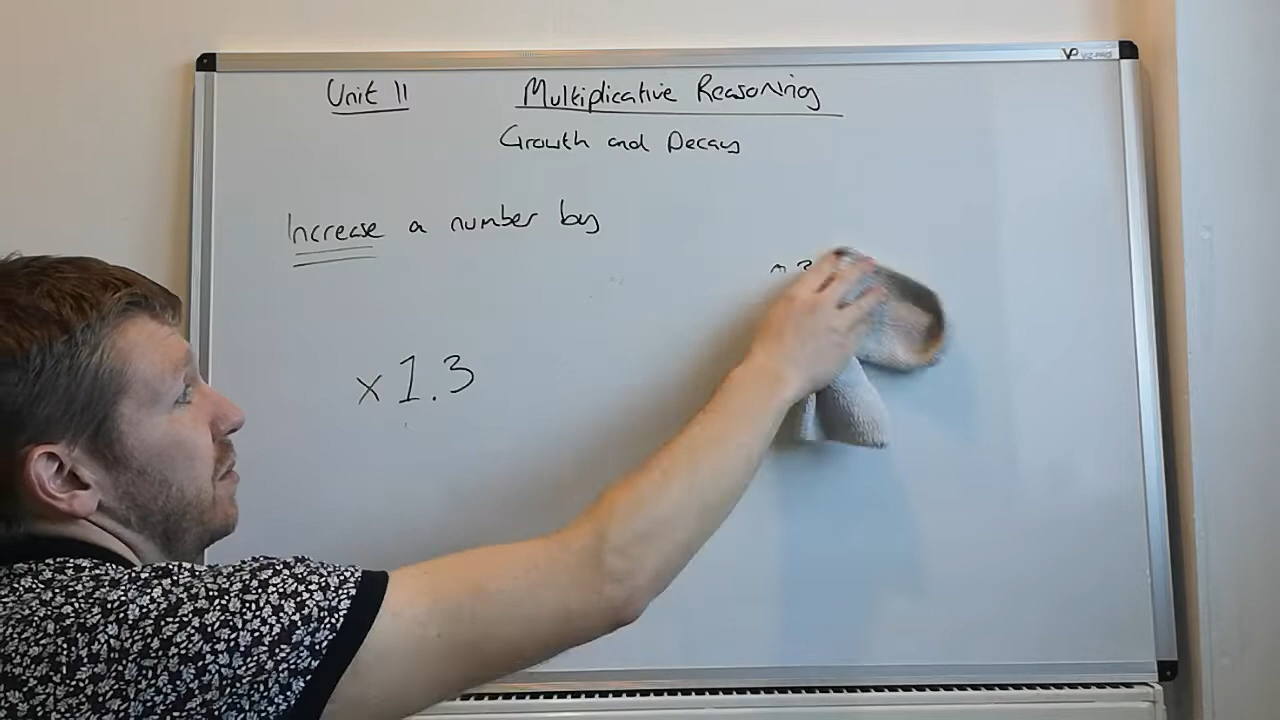 Unit 11
Multiplicative Reasoning
Growth and Decay
Increase a number by
x 1.3